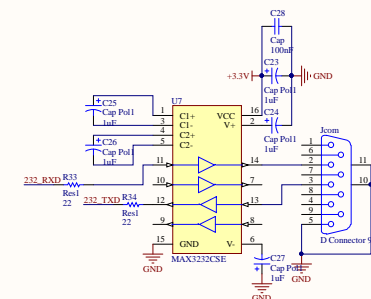 C28
Cap
100nF
+3.3V
C23
Cap Pol1
1uF
GND
C24
Cap Pol1
1uF
C25
Cap Pol1
1uF
C26
Cap Pol1
1uF
U7
1 C1+ VCC 16
3 C1- V+ 2
4 C2+
5 C2-
11 14
10 7
12 13
9 8
15 GND V- 6
MAX3232CSE
GND
232_RXD R33
Res1
22
232_TXD R34
Res1
22
C27
Cap Pol1
1uF
GND
GND
Jcom
1
6
2
7
3
8
4
9
5
11
10
D Connector 9